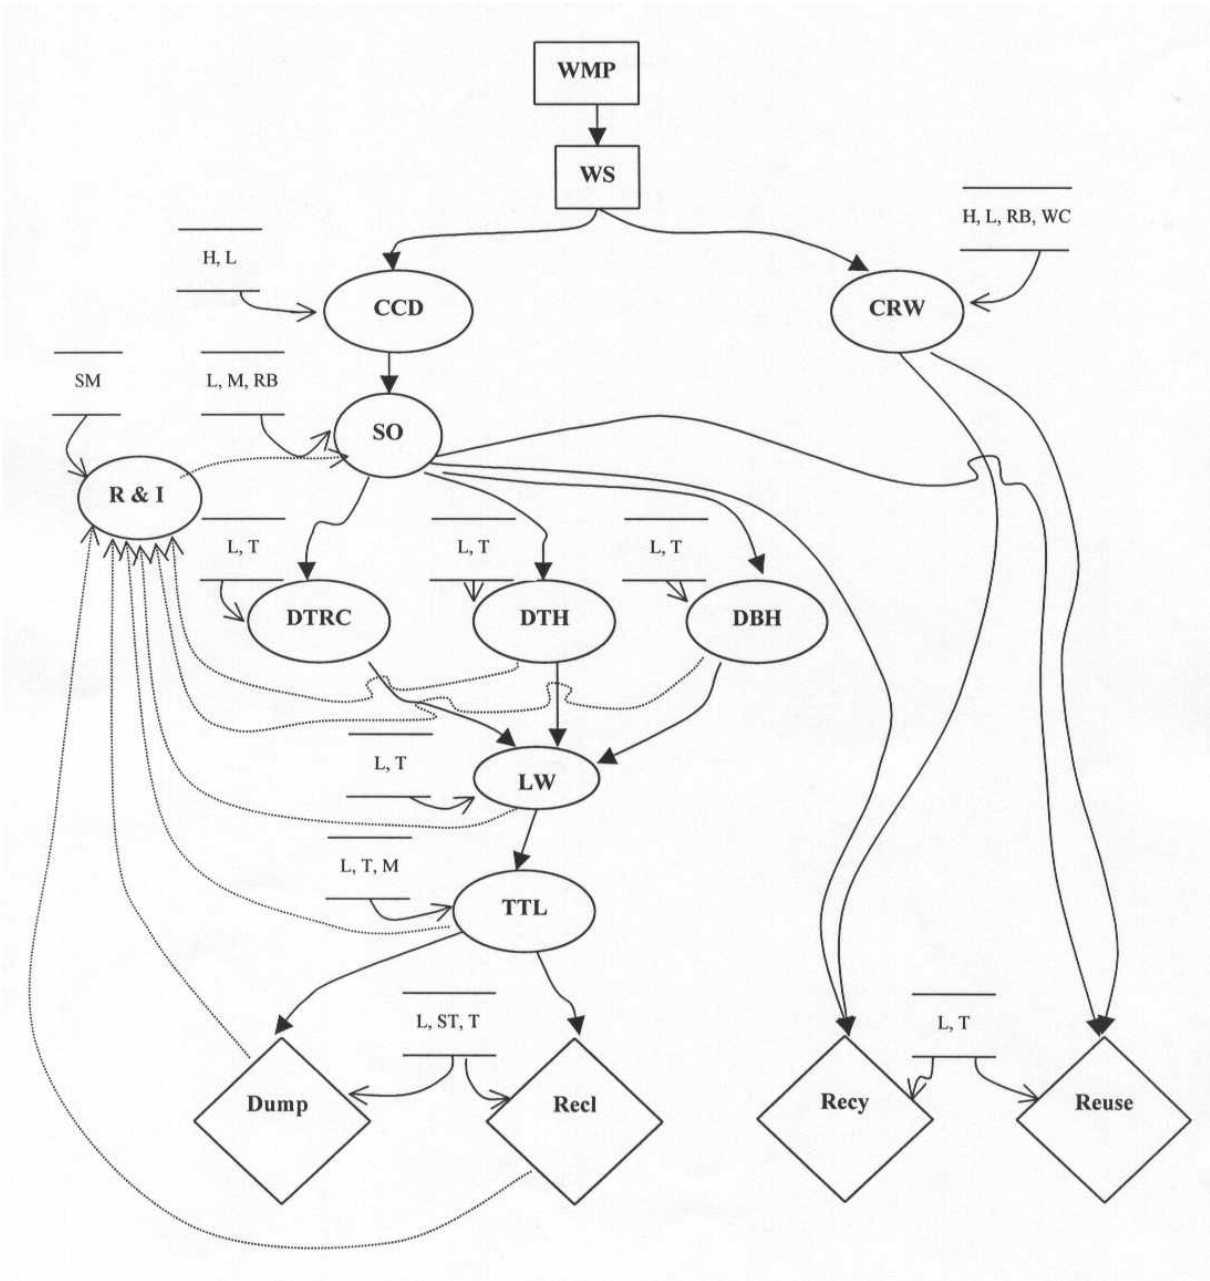 WMP
WS
H, L, RB, WC
H, L
CCD
CRW
SM
L, M, RB
SO
R & I
L, T
L, T
L, T
DTRC
DTH
DBH
L, T
LW
L, T, M
TTL
L, ST, T
L, T
Dump
Recl
Recy
Reuse